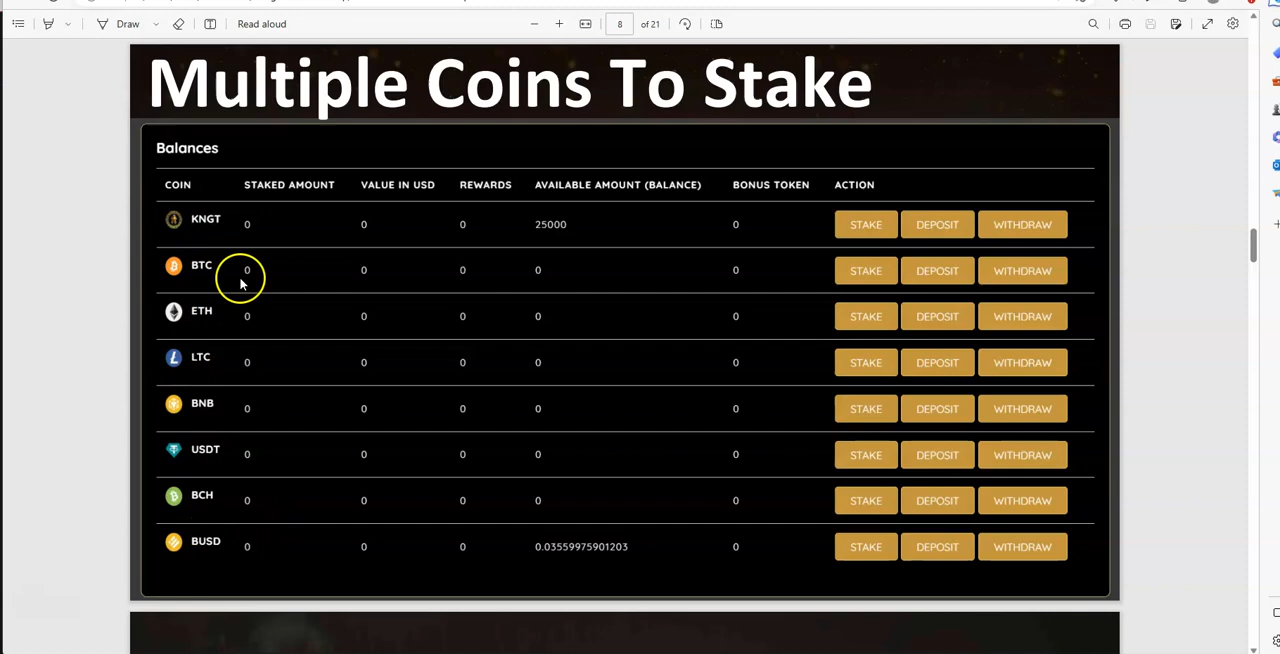 Draw
Read aloud
8 of 21
Multiple Coins To Stake
Balances
COIN STAKED AMOUNT VALUE IN USD REWARDS AVAILABLE AMOUNT (BALANCE) BONUS TOKEN ACTION
KNGT 0 0 0 25000 0 STAKE DEPOSIT WITHDRAW
BTC 0 0 0 0 0 STAKE DEPOSIT WITHDRAW
ETH 0 0 0 0 0 STAKE DEPOSIT WITHDRAW
LTC 0 0 0 0 0 STAKE DEPOSIT WITHDRAW
BNB 0 0 0 0 0 STAKE DEPOSIT WITHDRAW
USDT 0 0 0 0 0 STAKE DEPOSIT WITHDRAW
BCH 0 0 0 0 0 STAKE DEPOSIT WITHDRAW
BUSD 0 0 0 0.03559975901203 0 STAKE DEPOSIT WITHDRAW